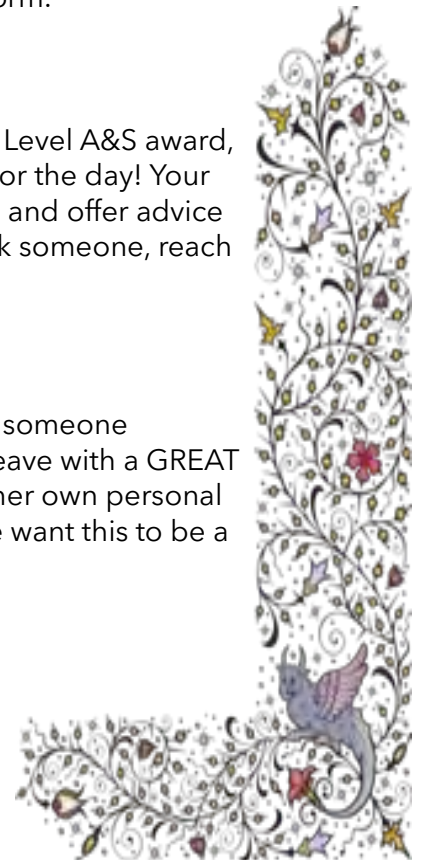 orm.
Level A&S award,
or the day! Your
and offer advice
k someone, reach
someone
eave with a GREAT
ner own personal
want this to be a